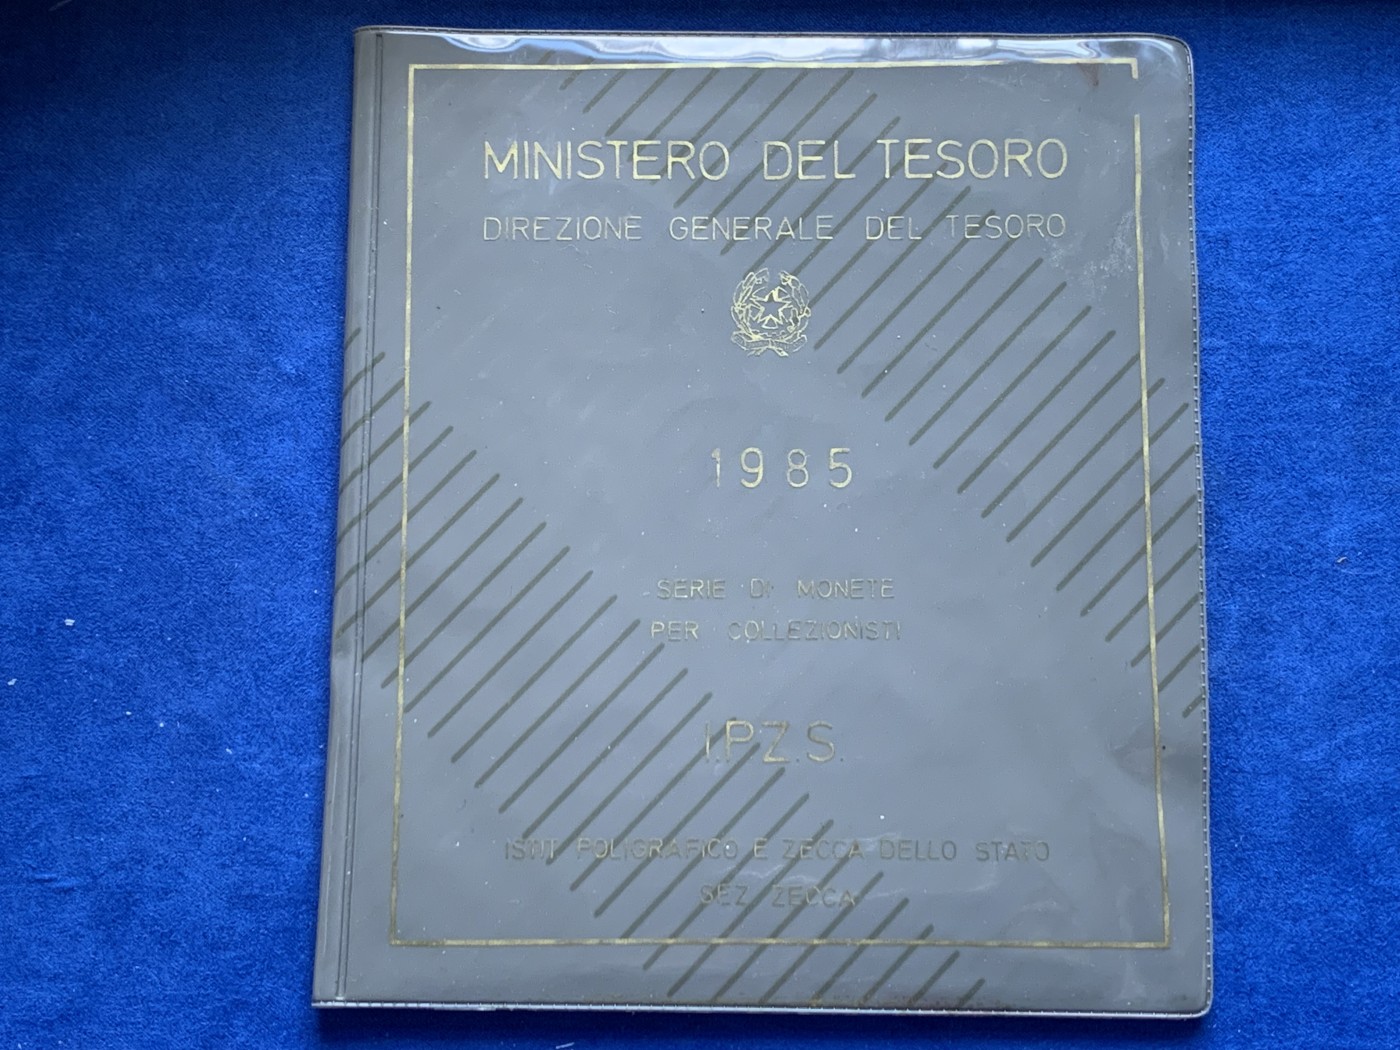 MINISTERO DEL TESORO
DIREZIONE GENERALE DEL TESORO
1985
SERIE DI MONETE
PER COLLEZIONISTI
I.P.Z.S.
ISTIT POLIGRAFICO E ZECCA DELLO STATO
SEZ ZECCA